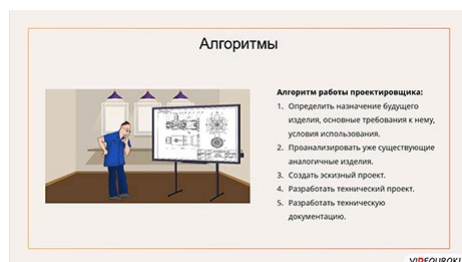 Алгоритмы
Алгоритм работы проектировщика:
1. Определить назначение будущего
изделия, основные требования к нему,
условия использования.
2. Проанализировать уже существующие
аналогичные изделия.
3. Создать эскизный проект.
4. Разработать технический проект.
5. Разработать техническую
документацию.
VIDEOUROKI